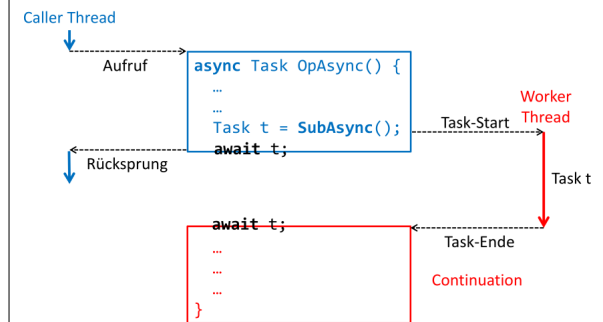 Caller Thread
Aufruf
async Task OpAsync() {
…
…
Task t = SubAsync();
await t;
Worker
Thread
Task-Start
Rücksprung
Task t
await t;
Task-Ende
…
…
…
Continuation
}